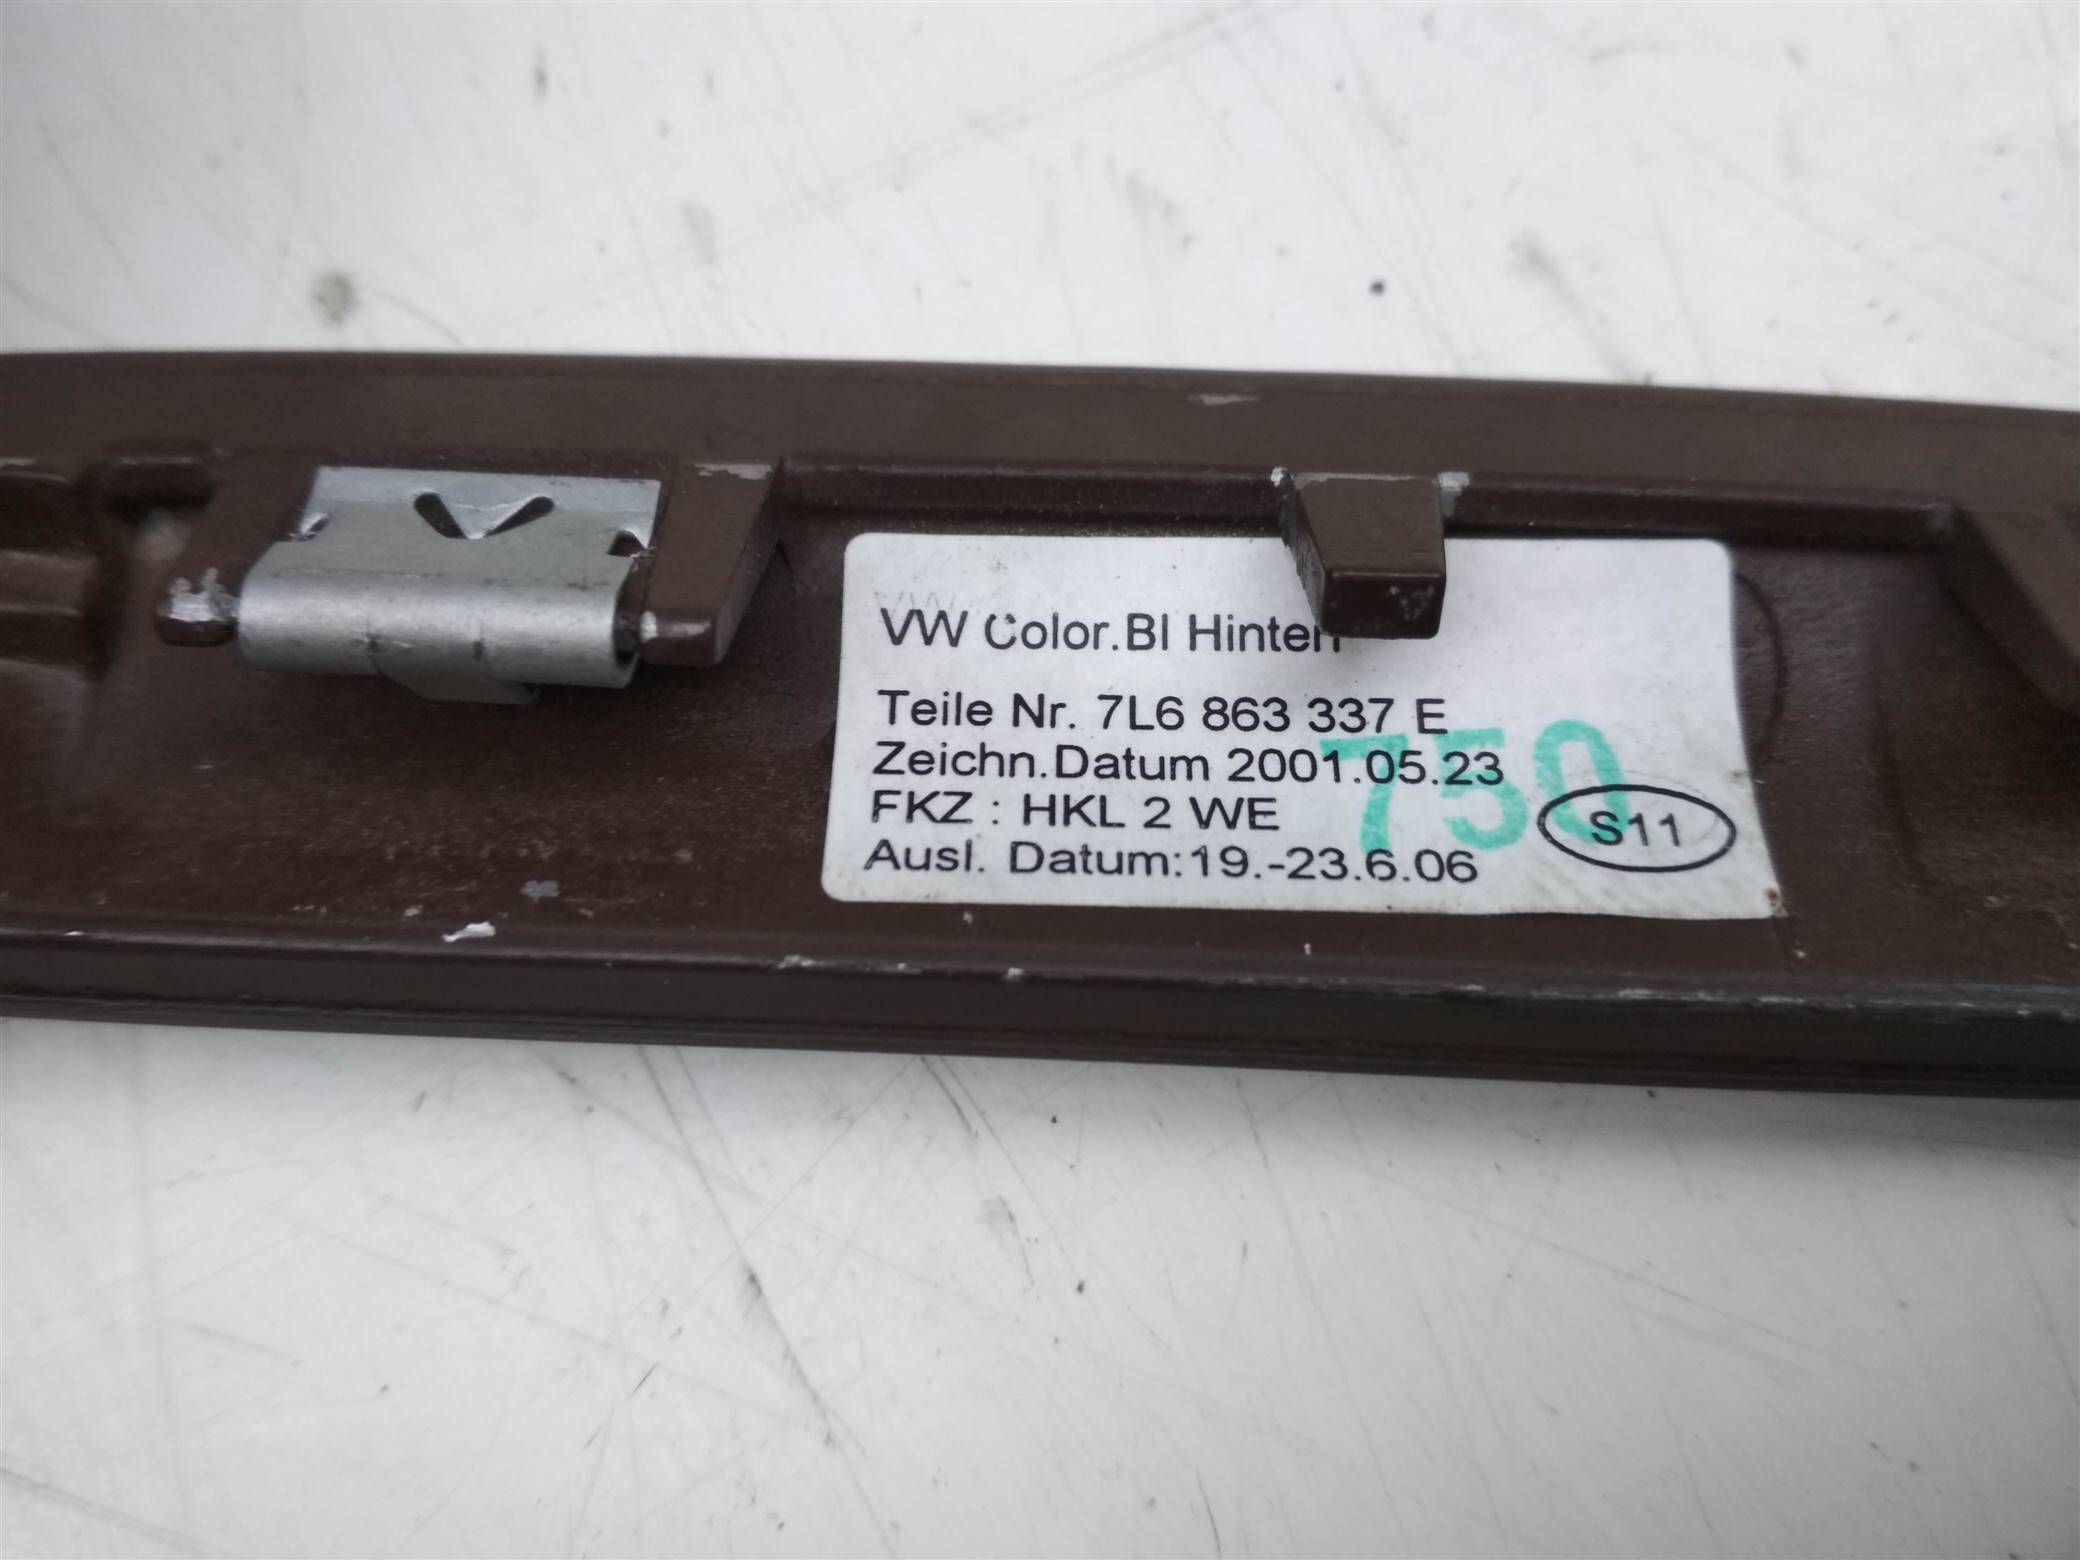 VW Color.Bl Hinten
Teile Nr. 7L6 863 337 E
Zeichn.Datum 2001.05.23
750
FKZ : HKL 2 WE
S11
Ausl. Datum:19.-23.6.06